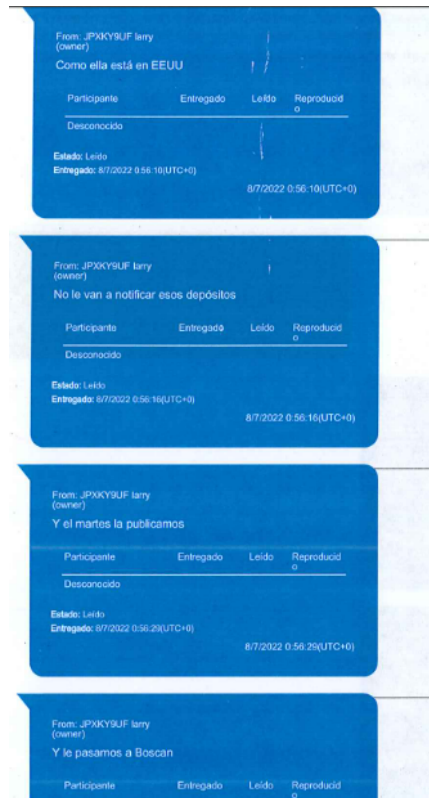 From: JPXKY9UF larry
(owner)
Como ella está en EEUU
Participante Entregado Leído Reproducid
o
Desconocido
Estado: Leído
Entregado: 8/7/2022 0:56:10(UTC+0)
8/7/2022 0:56:10(UTC+0)
From: JPXKY9UF larry
(owner)
No le van a notificar esos depósitos
Participante Entregado Leído Reproducid
o
Desconocido
Estado: Leído
Entregado: 8/7/2022 0:56:16(UTC+0)
8/7/2022 0:56:16(UTC+0)
From: JPXKY9UF larry
(owner)
Y el martes la publicamos
Participante Entregado Leído Reproducid
o
Desconocido
Estado: Leído
Entregado: 8/7/2022 0:56:29(UTC+0)
8/7/2022 0:56:29(UTC+0)
From: JPXKY9UF larry
(owner)
Y le pasamos a Boscan
Participante Entregado Leído Reproducid
o